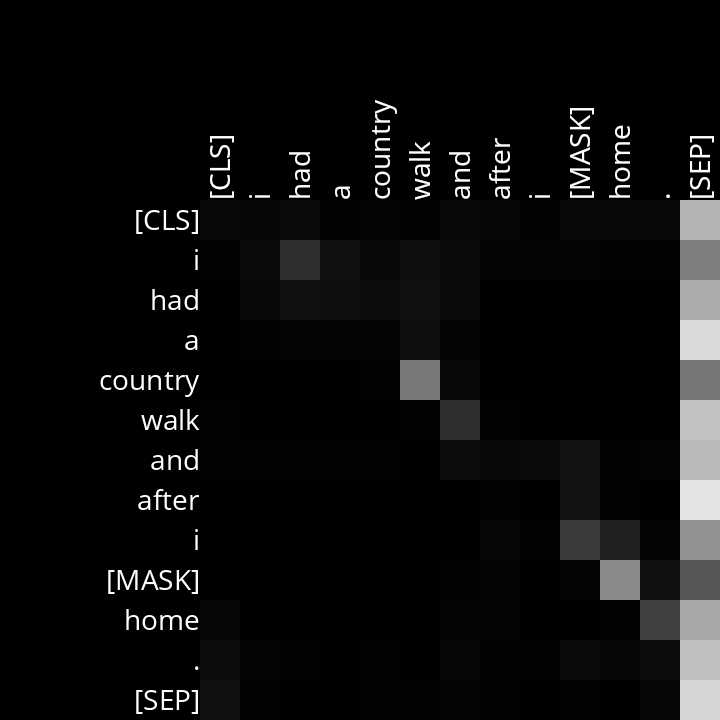 [CLS] i had a country walk and after i [MASK] home . [SEP]
[CLS]
i
had
a
country
walk
and
after
i
[MASK]
home
.
[SEP]